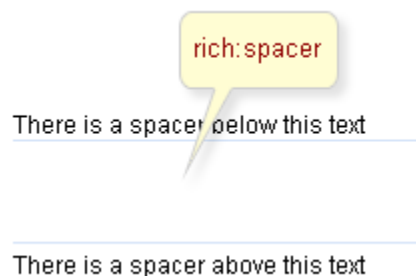 rich:spacer
There is a spacer below this text
There is a spacer above this text